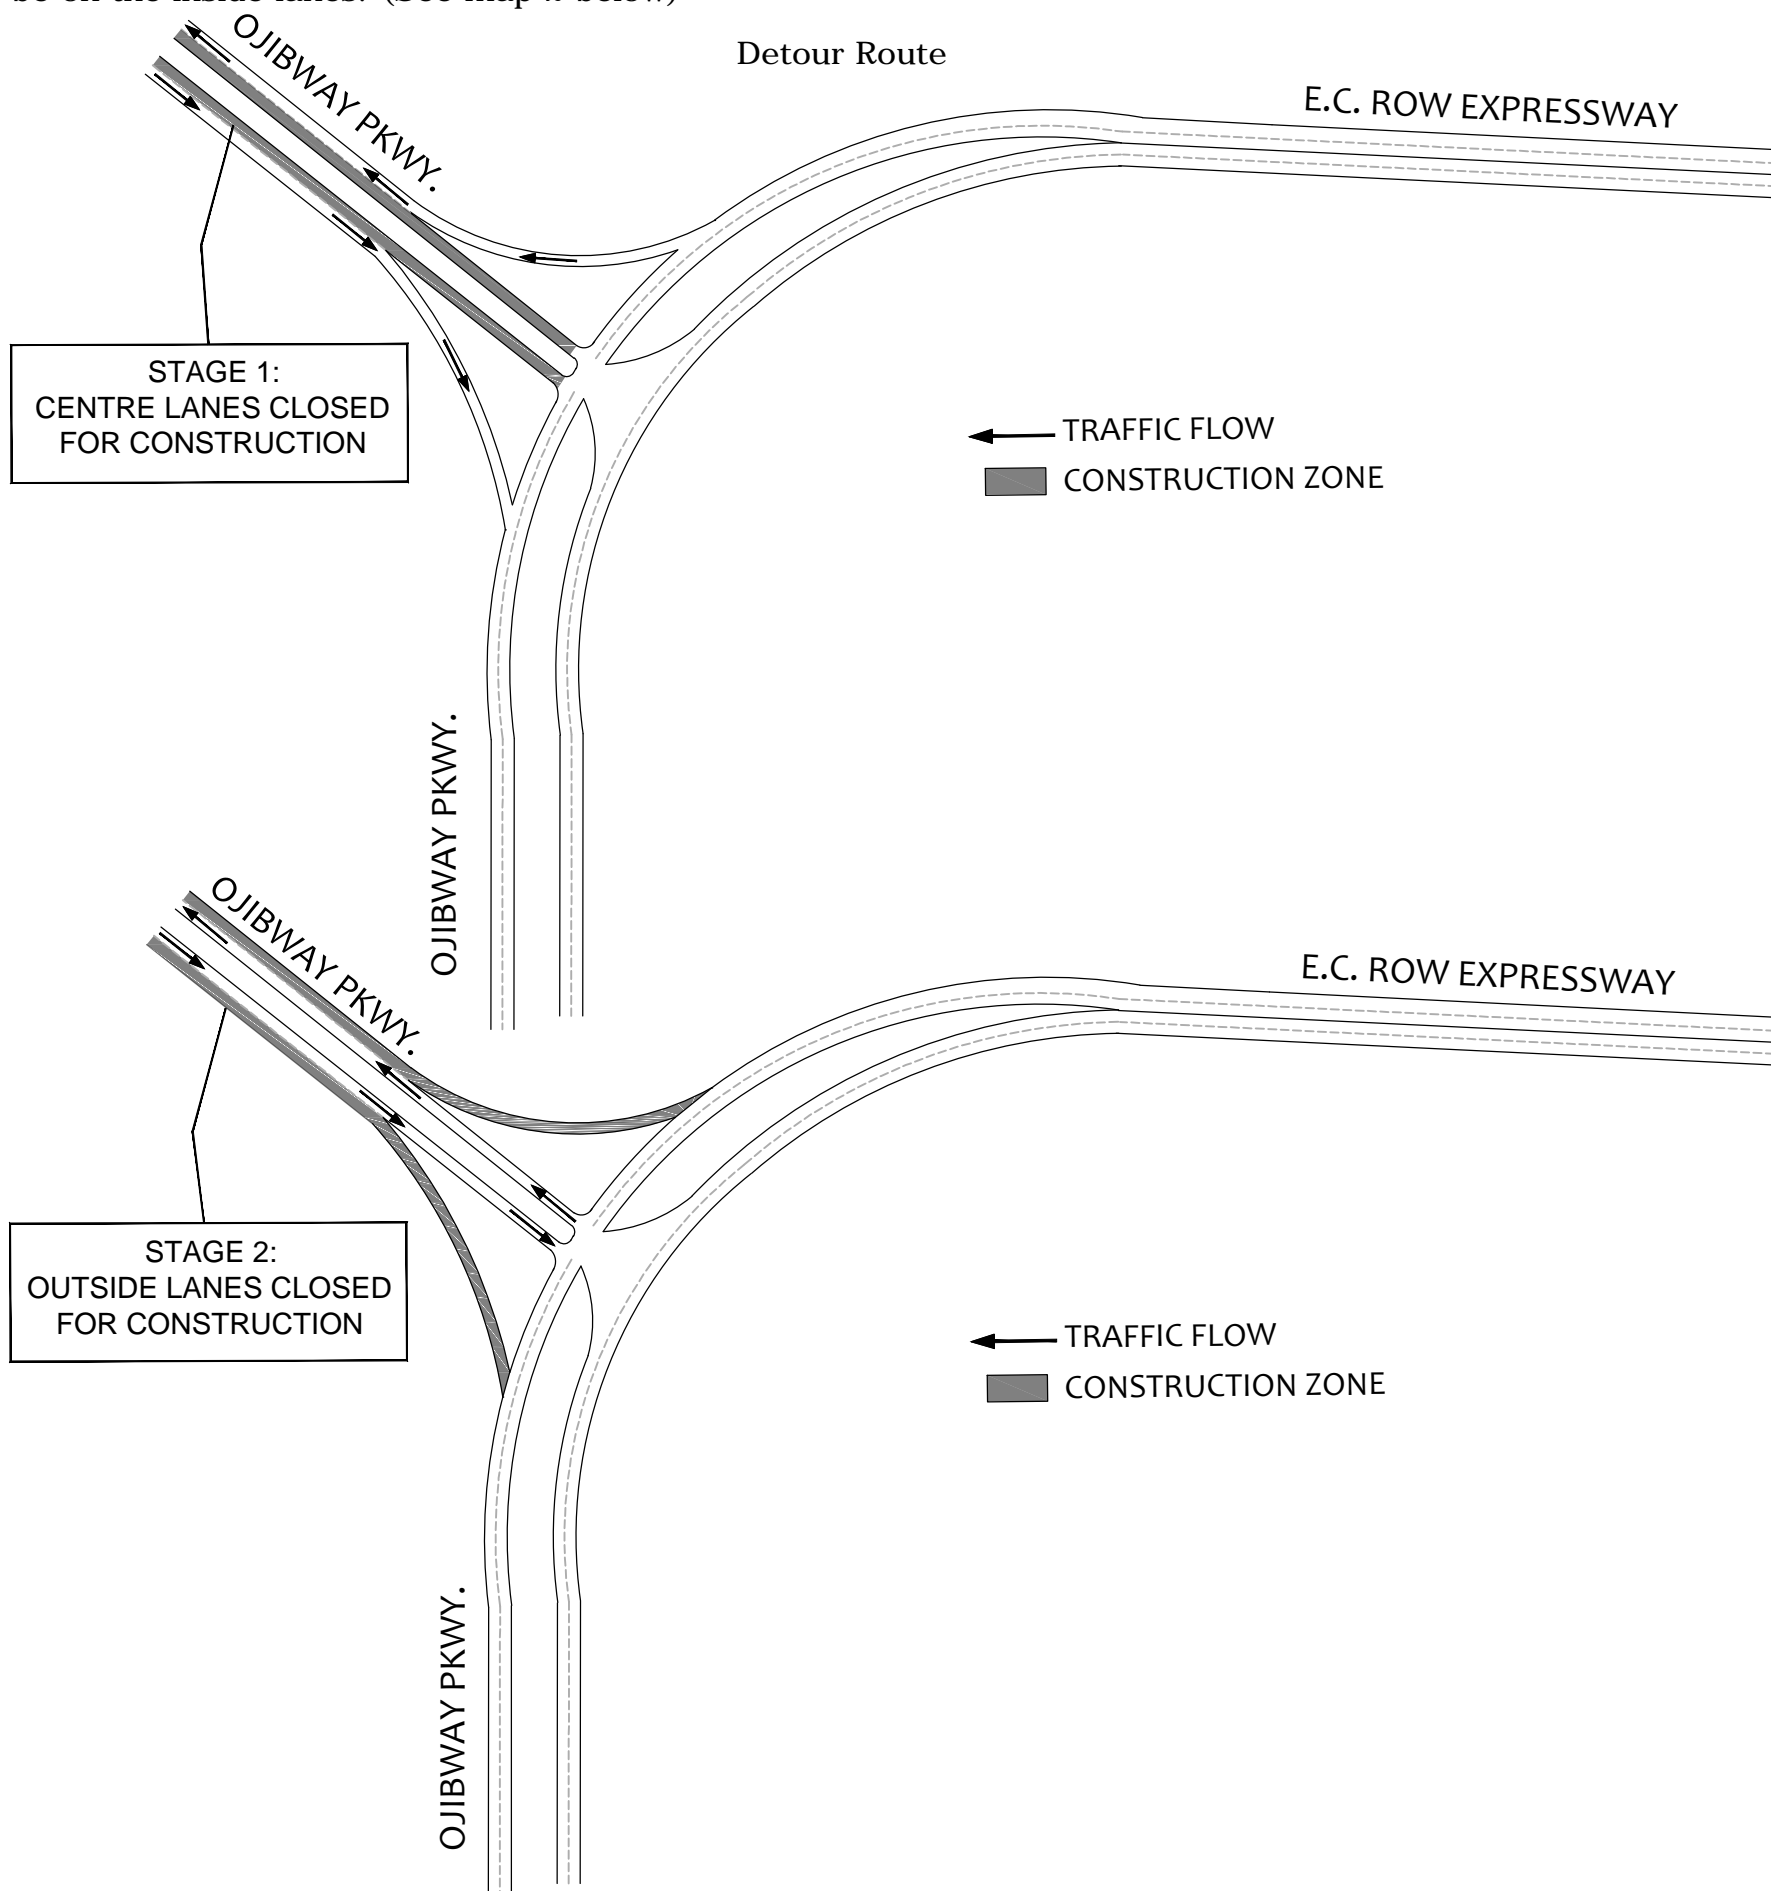 be on the inside lanes. (See map x below)
Detour Route
OJIBWAY PKWY.
E.C. ROW EXPRESSWAY
STAGE 1:
CENTRE LANES CLOSED
FOR CONSTRUCTION
TRAFFIC FLOW
CONSTRUCTION ZONE
OJIBWAY PKWY.
OJIBWAY PKWY.
E.C. ROW EXPRESSWAY
STAGE 2:
OUTSIDE LANES CLOSED
FOR CONSTRUCTION
TRAFFIC FLOW
CONSTRUCTION ZONE
OJIBWAY PKWY.